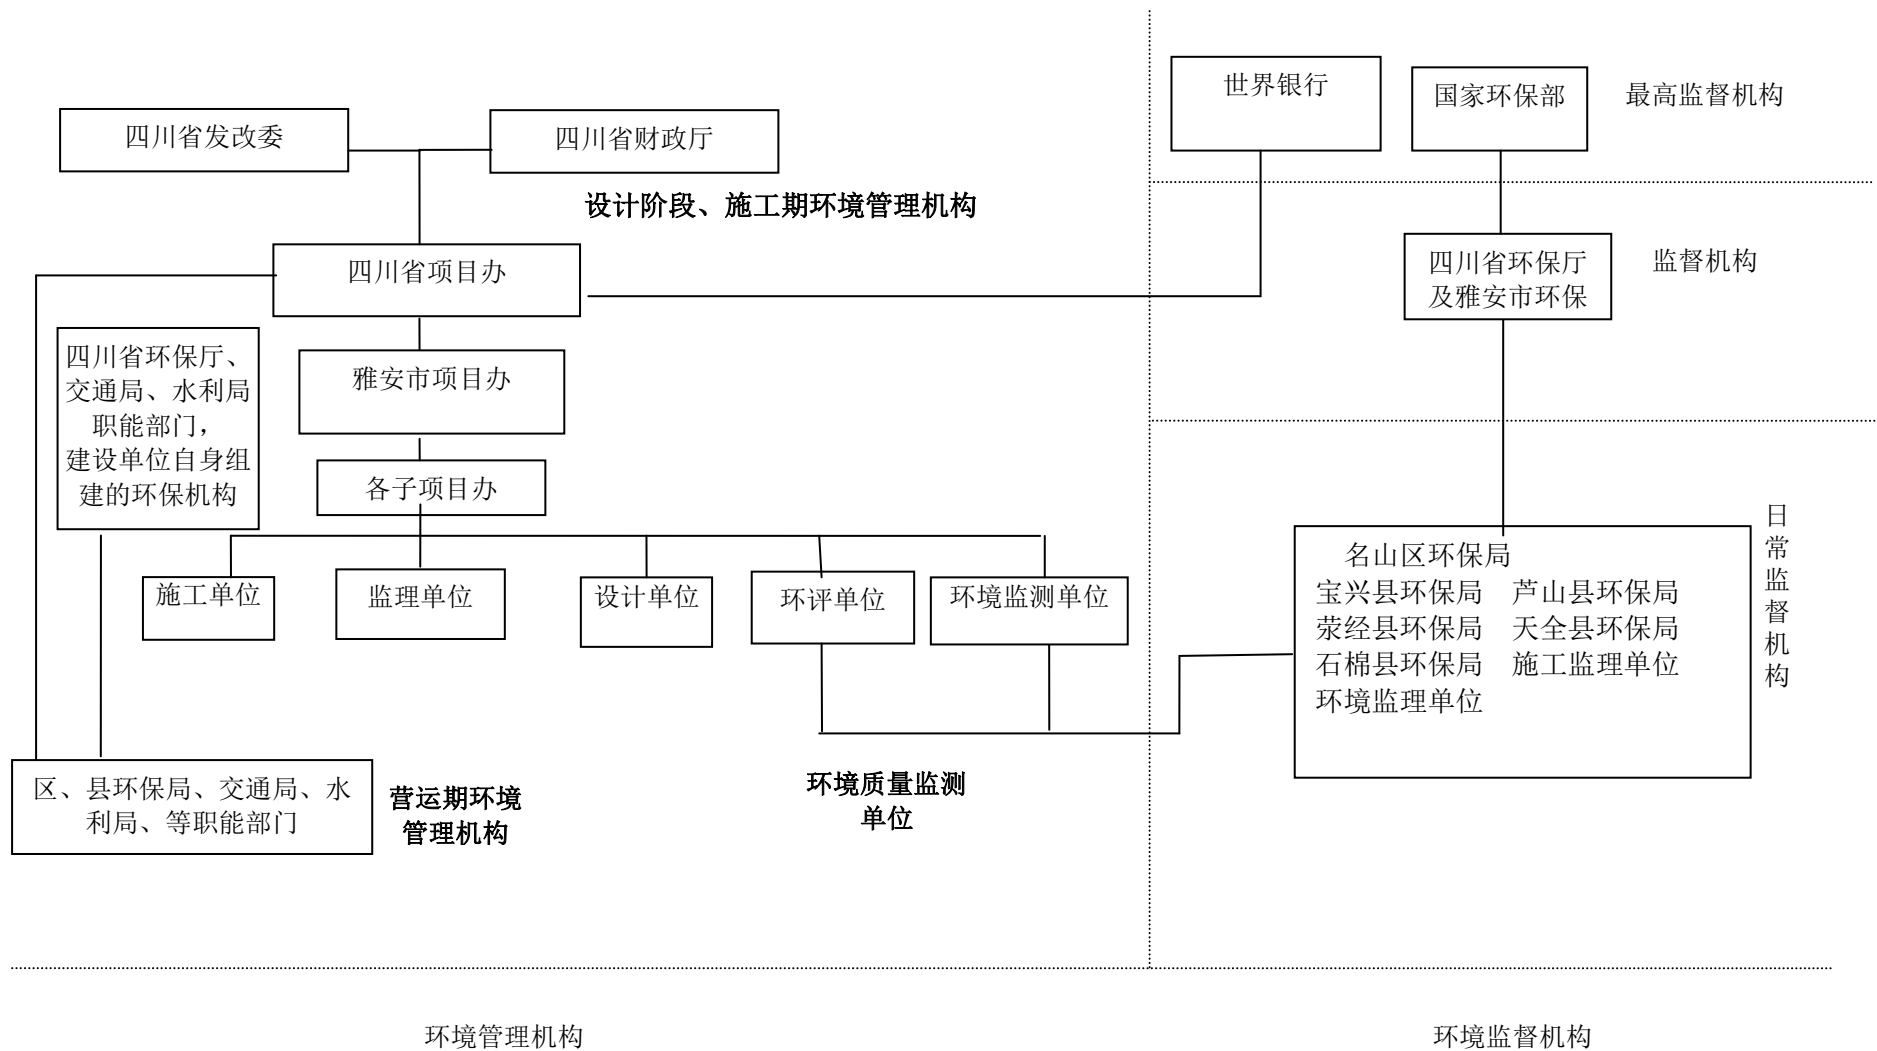 世界银行
国家环保部
最高监督机构
四川省发改委
四川省财政厅
设计阶段、施工期环境管理机构
四川省项目办
四川省环保厅
及雅安市环保
监督机构
四川省环保厅、
交通局、水利局
职能部门，
建设单位自身组
建的环保机构
雅安市项目办
各子项目办
施工单位
监理单位
设计单位
环评单位
环境监测单位
名山区环保局
宝兴县环保局 芦山县环保局
荥经县环保局 天全县环保局
石棉县环保局 施工监理单位
环境监理单位
日常监督机构
区、县环保局、交通局、水
利局、等职能部门
营运期环境
管理机构
环境质量监测
单位
环境管理机构
环境监督机构